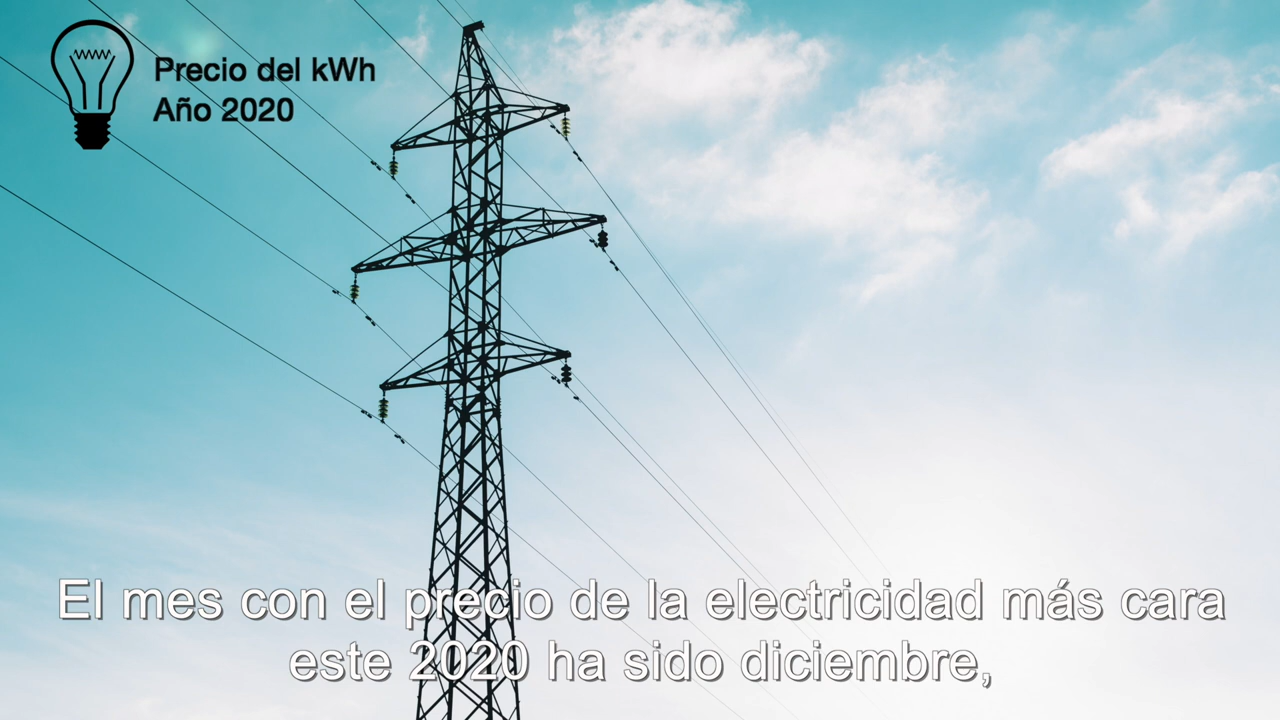 Precio del kWh
Año 2020
El mes con el precio de la electricidad más cara
este 2020 ha sido diciembre,